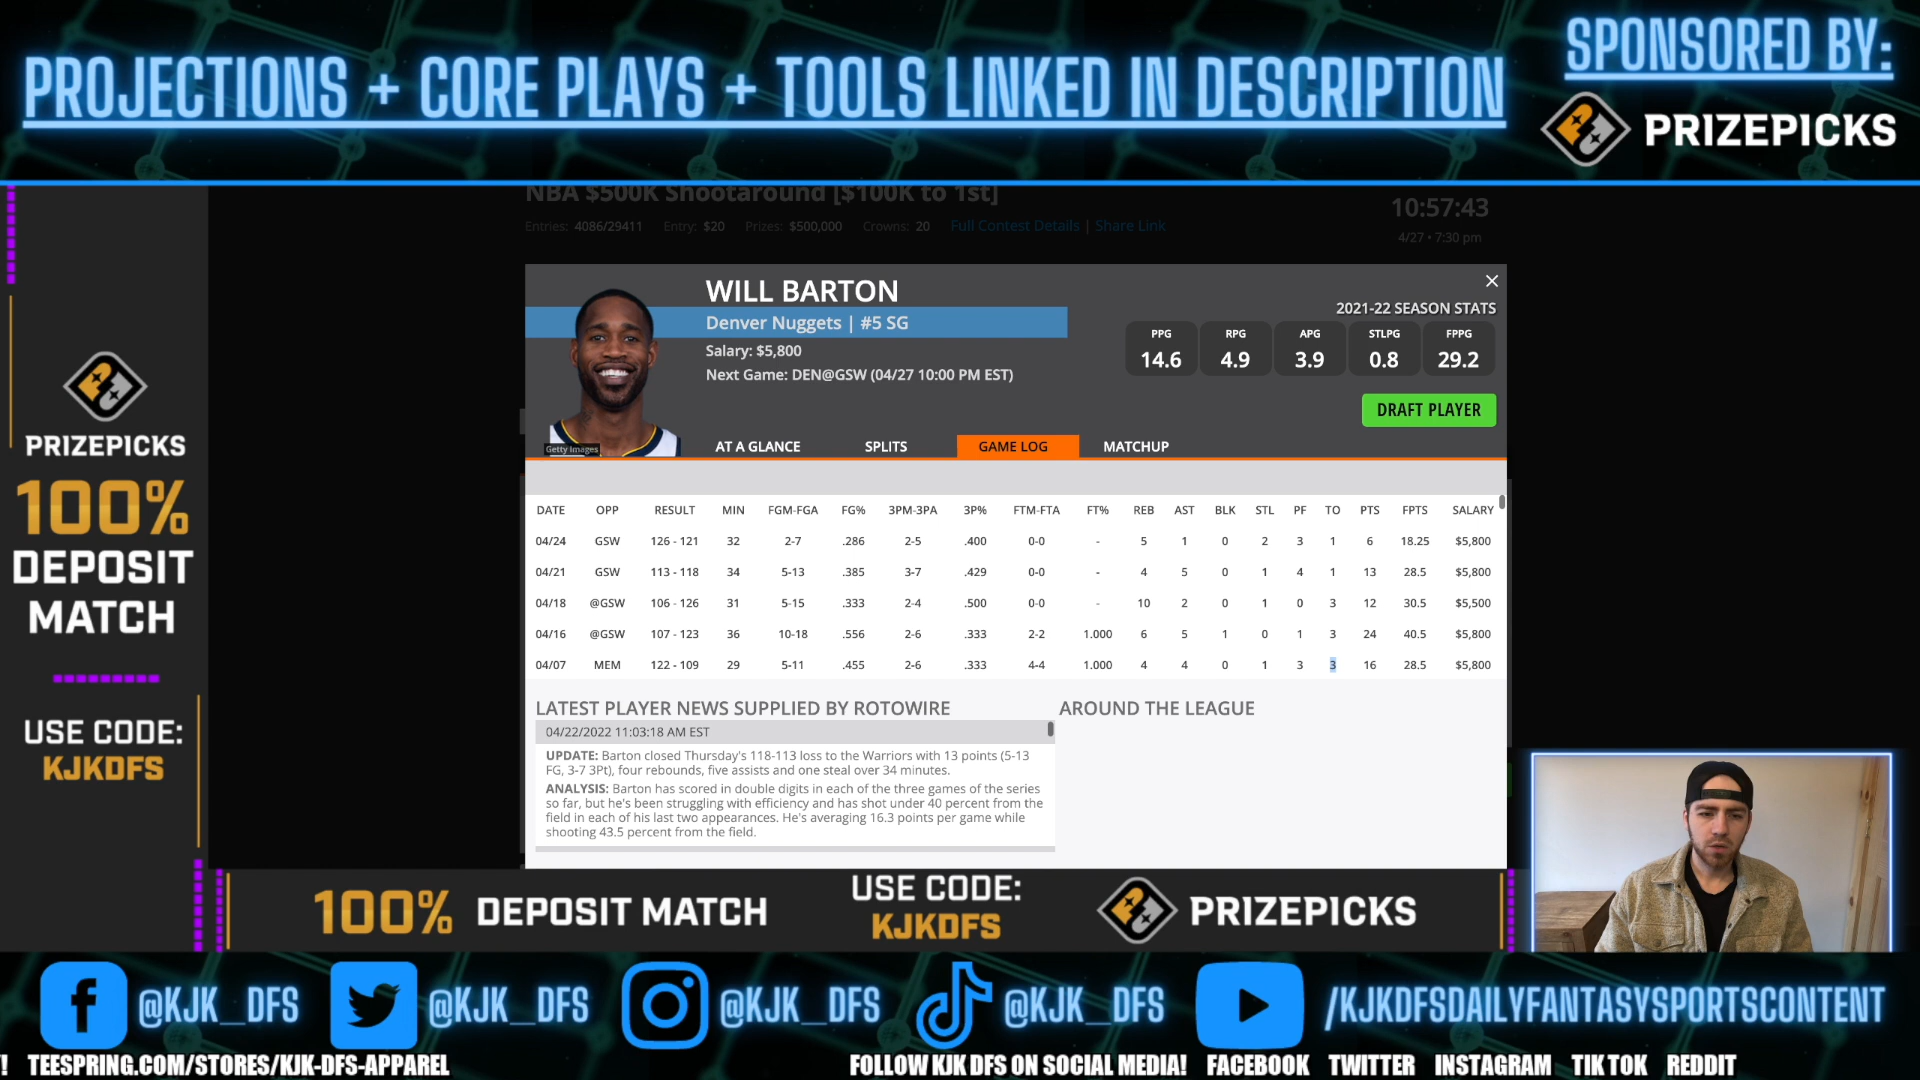 PROJECTIONS + CORE PLAYS + TOOLS LINKED IN DESCRIPTION
SPONSORED BY:
PRIZEPICKS
NBA $500K Shootaround [$100K to 1st]
Entries: 4086/29411 Entry: $20 Prizes: $500,000 Crowns: 20 Full Contest Details | Share Link
10:57:43
4/27 • 7:30 pm
WILL BARTON
Denver Nuggets | #5 SG
Salary: $5,800
Next Game: DEN@GSW (04/27 10:00 PM EST)
Getty Images
2021-22 SEASON STATS
PPG RPG APG STLPG FPPG
14.6 4.9 3.9 0.8 29.2
DRAFT PLAYER
AT A GLANCE SPLITS GAME LOG MATCHUP
DATE OPP RESULT MIN FGM-FGA FG% 3PM-3PA 3P% FTM-FTA FT% REB AST BLK STL PF TO PTS FPTS SALARY
04/24 GSW 126 - 121 32 2-7 .286 2-5 .400 0-0 - 5 1 0 2 3 1 6 18.25 $5,800
04/21 GSW 113 - 118 34 5-13 .385 3-7 .429 0-0 - 4 5 0 1 4 1 13 28.5 $5,800
04/18 @GSW 106 - 126 31 5-15 .333 2-4 .500 0-0 - 10 2 0 1 0 3 12 30.5 $5,500
04/16 @GSW 107 - 123 36 10-18 .556 2-6 .333 2-2 1.000 6 5 1 0 1 3 24 40.5 $5,800
04/07 MEM 122 - 109 29 5-11 .455 2-6 .333 4-4 1.000 4 4 0 1 3 3 16 28.5 $5,800
LATEST PLAYER NEWS SUPPLIED BY ROTOWIRE
04/22/2022 11:03:18 AM EST
UPDATE: Barton closed Thursday's 118-113 loss to the Warriors with 13 points (5-13
FG, 3-7 3Pt), four rebounds, five assists and one steal over 34 minutes.
ANALYSIS: Barton has scored in double digits in each of the three games of the series
so far, but he's been struggling with efficiency and has shot under 40 percent from the
field in each of his last two appearances. He's averaging 16.3 points per game while
shooting 43.5 percent from the field.
AROUND THE LEAGUE
PRIZEPICKS
100%
DEPOSIT
MATCH
USE CODE:
KJKDFS
100% DEPOSIT MATCH
USE CODE:
KJKDFS
PRIZEPICKS
@KJK_DFS @KJK_DFS @KJK_DFS @KJK_DFS /KJKDFSDAILYFANTASYSPORTSCONTENT
! TEESPRING.COM/STORES/KJK-DFS-APPAREL FOLLOW KJK DFS ON SOCIAL MEDIA! FACEBOOK TWITTER INSTAGRAM TIK TOK REDDIT